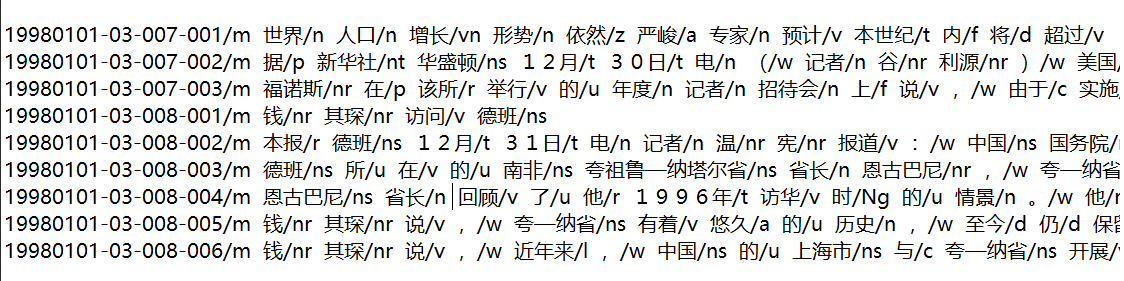 19980101-03-007-001/m 世界/n 人口/n 增长/vn 形势/n 依然/z 严峻/a 专家/n 预计/v 本世纪/t 内/f 将/d 超过/v
19980101-03-007-002/m 据/p 新华社/nt 华盛顿/ns １２月/t ３０日/t 电/n （/w 记者/n 谷/nr 利源/nr ）/w 美国/
19980101-03-007-003/m 福诺斯/nr 在/p 该所/r 举行/v 的/u 年度/n 记者/n 招待会/n 上/f 说/v ，/w 由于/c 实施
19980101-03-008-001/m 钱/nr 其琛/nr 访问/v 德班/ns
19980101-03-008-002/m 本报/r 德班/ns １２月/t ３１日/t 电/n 记者/n 温/nr 宪/nr 报道/v ：/w 中国/ns 国务院/
19980101-03-008-003/m 德班/ns 所/u 在/v 的/u 南非/ns 夸祖鲁—纳塔尔省/ns 省长/n 恩古巴尼/nr ，/w 夸—纳省
19980101-03-008-004/m 恩古巴尼/ns 省长/n 回顾/v 了/u 他/r １９９６年/t 访华/v 时/Ng 的/u 情景/n 。/w 他/r
19980101-03-008-005/m 钱/nr 其琛/nr 说/v ，/w 夸—纳省/ns 有着/v 悠久/a 的/u 历史/n ，/w 至今/d 仍/d 保留
19980101-03-008-006/m 钱/nr 其琛/nr 说/v ，/w 近年来/l ，/w 中国/ns 的/u 上海市/ns 与/c 夸—纳省/ns 开展/